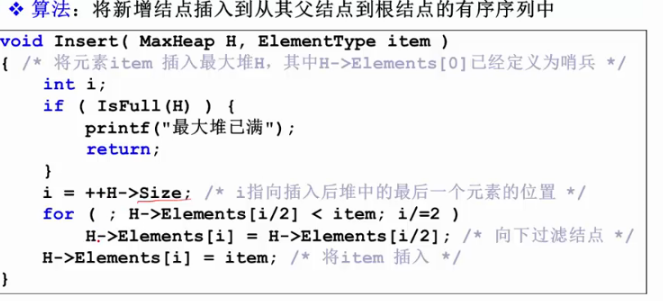 ❖ 算法：将新增结点插入到从其父结点到根结点的有序序列中
void Insert( MaxHeap H, ElementType item )
{ /* 将元素item 插入最大堆H，其中H->Elements[0]已经定义为哨兵 */
int i;
if ( IsFull(H) ) {
printf("最大堆已满");
return;
}
i = ++H->Size; /* i指向插入后堆中的最后一个元素的位置 */
for ( ; H->Elements[i/2] < item; i/=2 )
H->Elements[i] = H->Elements[i/2]; /* 向下过滤结点 */
H->Elements[i] = item; /* 将item 插入 */
}